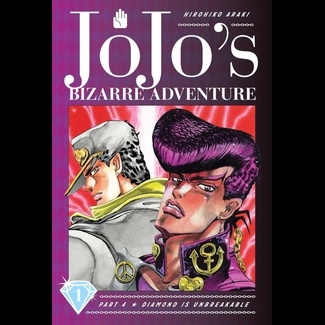 HIROHIKO ARAKI
JOJO'S
BIZARRE ADVENTURE
1
PART 4 ★ DIAMOND IS UNBREAKABLE